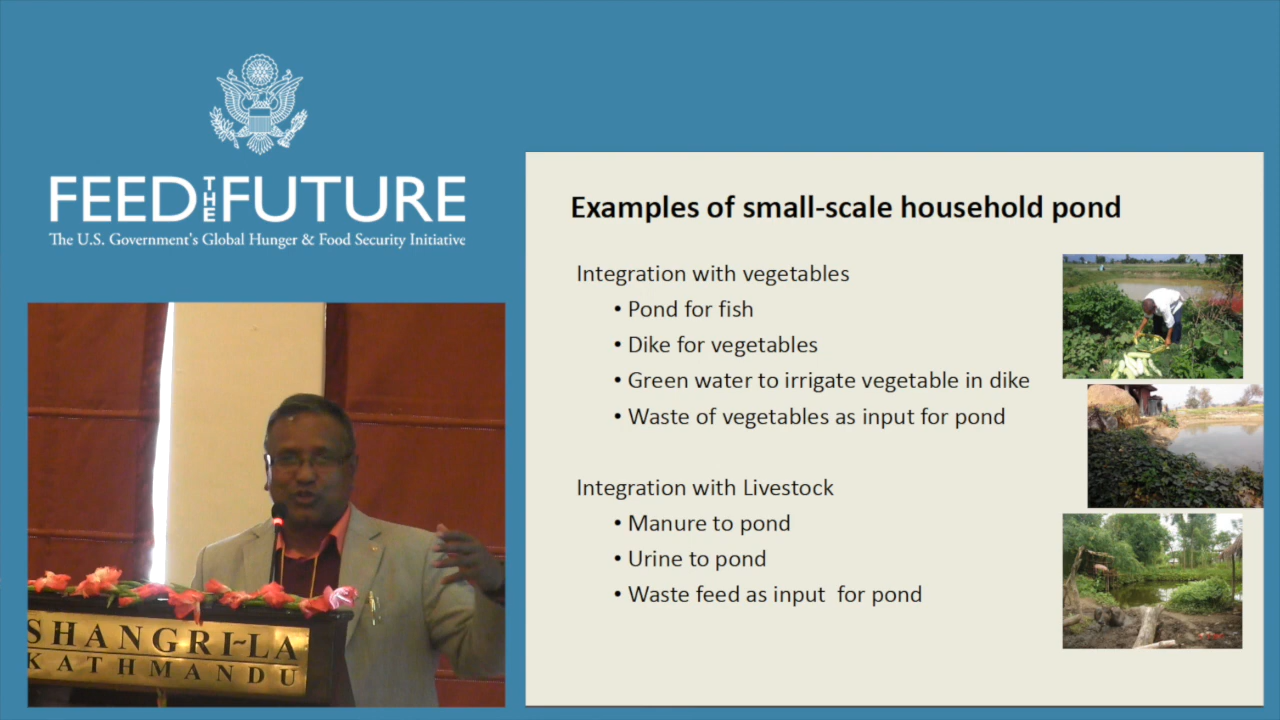 FEED THE FUTURE
The U.S. Government's Global Hunger & Food Security Initiative
SHANGRI~LA
KATHMANDU
Examples of small-scale household pond
Integration with vegetables
• Pond for fish
• Dike for vegetables
• Green water to irrigate vegetable in dike
• Waste of vegetables as input for pond
Integration with Livestock
• Manure to pond
• Urine to pond
• Waste feed as input for pond